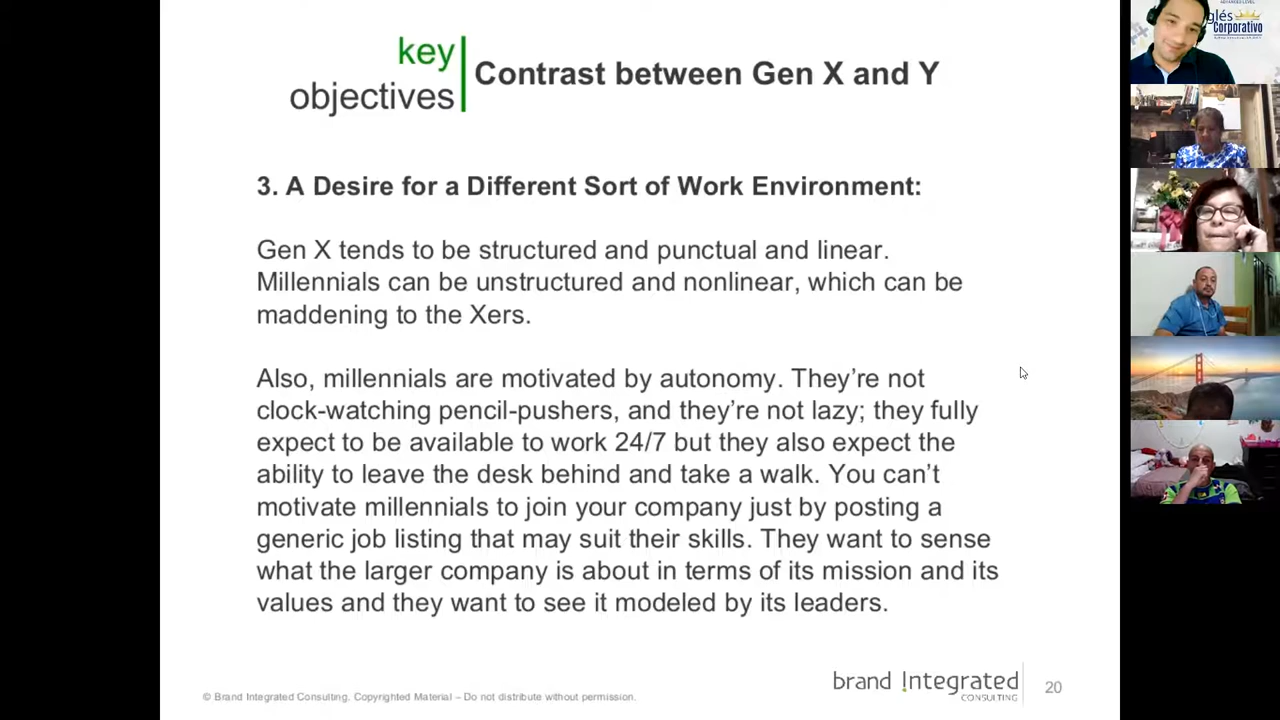 key
objectives
Contrast between Gen X and Y
3. A Desire for a Different Sort of Work Environment:
Gen X tends to be structured and punctual and linear.
Millennials can be unstructured and nonlinear, which can be
maddening to the Xers.
Also, millennials are motivated by autonomy. They’re not
clock-watching pencil-pushers, and they’re not lazy; they fully
expect to be available to work 24/7 but they also expect the
ability to leave the desk behind and take a walk. You can’t
motivate millennials to join your company just by posting a
generic job listing that may suit their skills. They want to sense
what the larger company is about in terms of its mission and its
values and they want to see it modeled by its leaders.
© Brand Integrated Consulting. Copyrighted Material – Do not distribute without permission.
brand !ntegrated
CONSULTING
20
glés
Corporativo